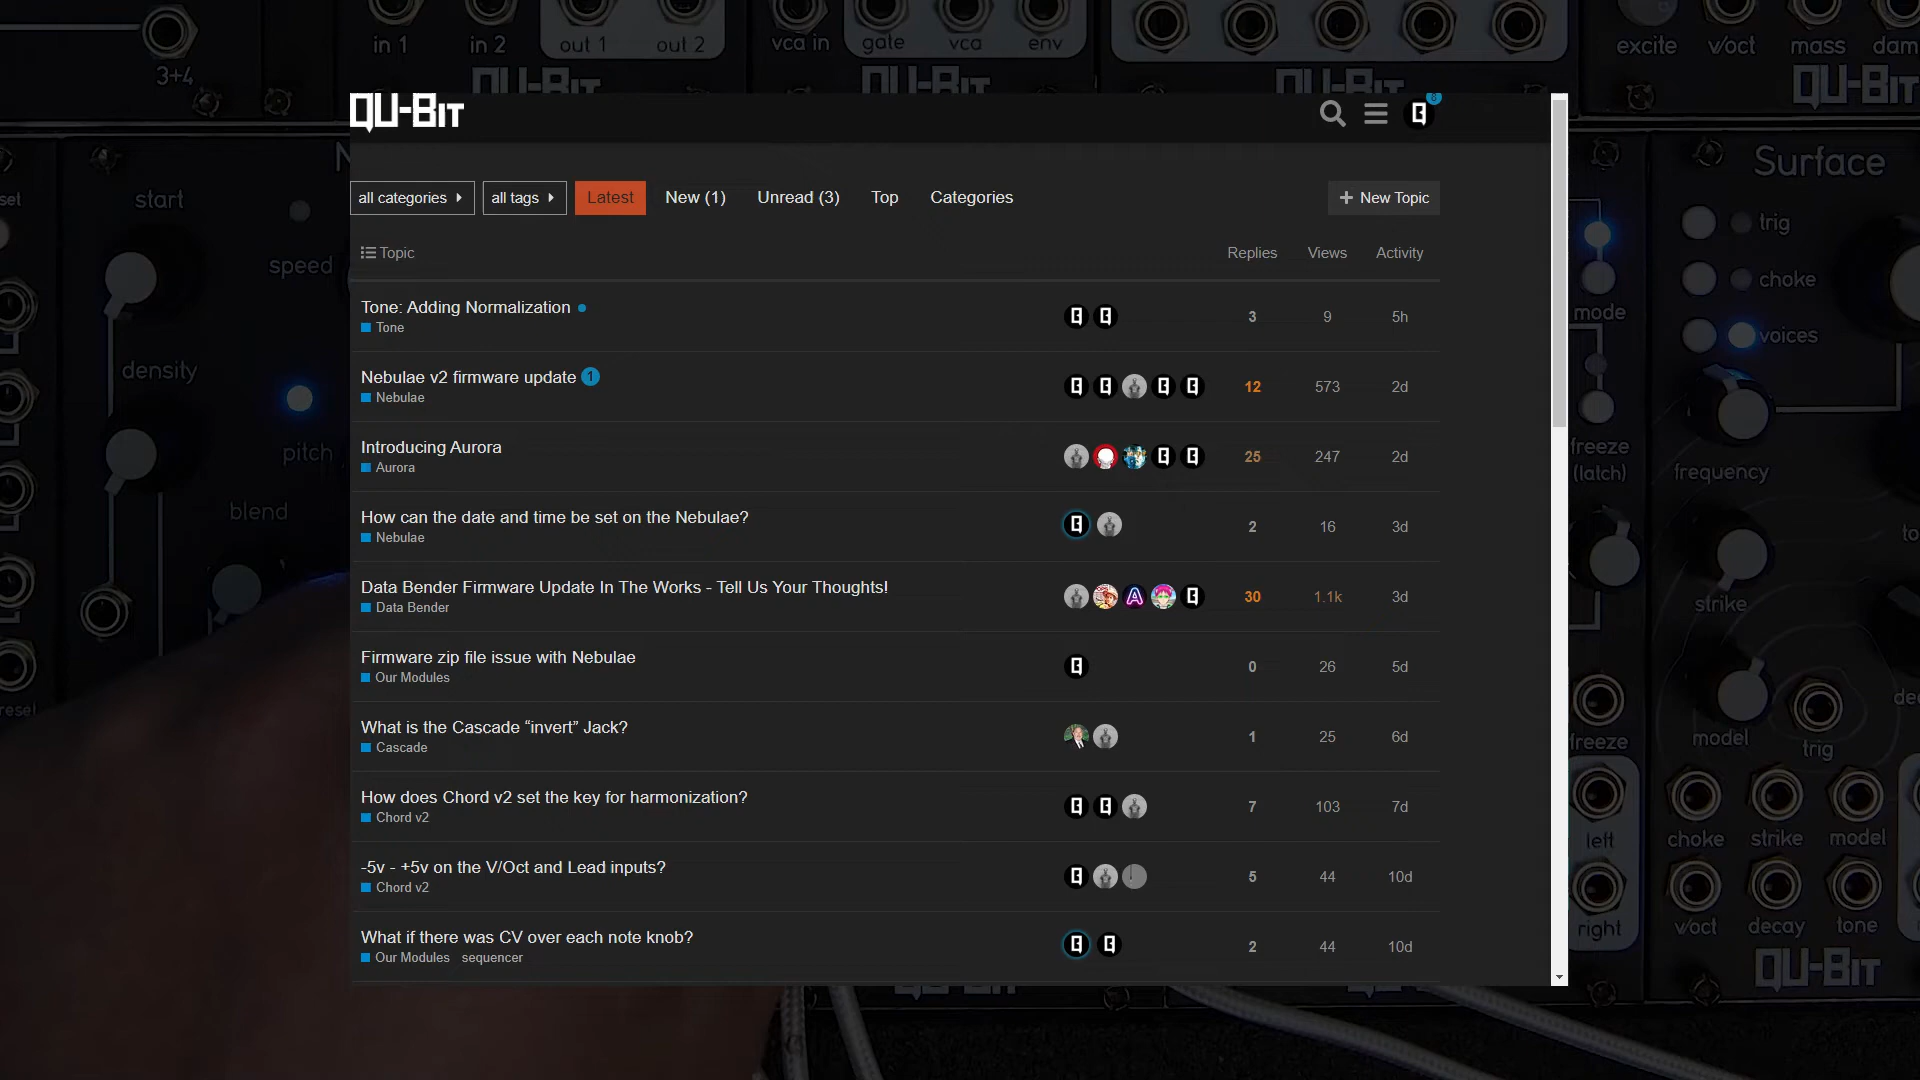 in 1
in 2
out 1
out 2
vca in
gate
vca
env
excite
v/oct
mass
3+4
QU-BIT
Surface
start
speed
density
pitch
blend
trig
choke
mode
voices
freeze
(latch)
frequency
strike
model
trig
freeze
left
choke
strike
model
right
v/oct
decay
tone
QU-BIT
QU-BIT
all categories
all tags
Latest
New (1)
Unread (3)
Top
Categories
+ New Topic
Topic
Replies
Views
Activity
Tone: Adding Normalization
3
9
5h
Tone
Nebulae v2 firmware update 1
12
573
2d
Nebulae
Introducing Aurora
25
247
2d
Aurora
How can the date and time be set on the Nebulae?
2
16
3d
Nebulae
Data Bender Firmware Update In The Works - Tell Us Your Thoughts!
30
1.1k
3d
Data Bender
Firmware zip file issue with Nebulae
0
26
5d
Our Modules
What is the Cascade “invert” Jack?
1
25
6d
Cascade
How does Chord v2 set the key for harmonization?
7
103
7d
Chord v2
-5v - +5v on the V/Oct and Lead inputs?
5
44
10d
Chord v2
What if there was CV over each note knob?
2
44
10d
Our Modules sequencer